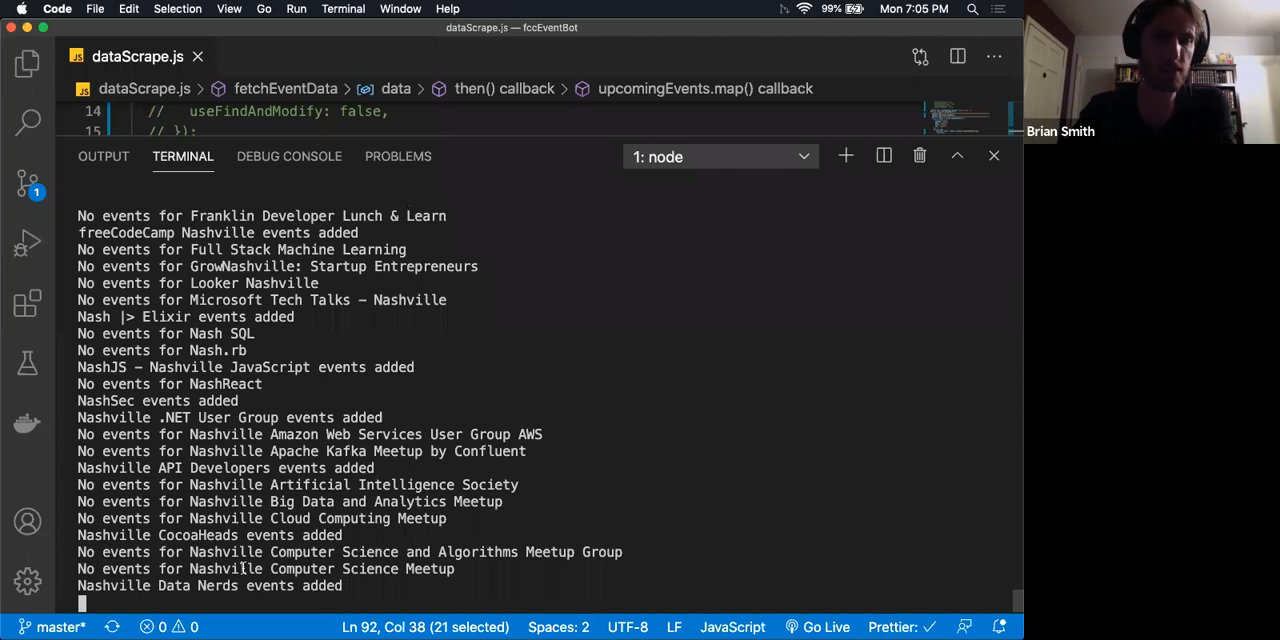 Code File Edit Selection View Go Run Terminal Window Help 99% Mon 7:05 PM
dataScrape.js — fccEventBot
JS dataScrape.js
JS dataScrape.js > fetchEventData > data > then() callback > upcomingEvents.map() callback
14 // useFindAndModify: false,
15 // });
Brian Smith
OUTPUT TERMINAL DEBUG CONSOLE PROBLEMS 1: node
No events for Franklin Developer Lunch & Learn
freeCodeCamp Nashville events added
No events for Full Stack Machine Learning
No events for GrowNashville: Startup Entrepreneurs
No events for Looker Nashville
No events for Microsoft Tech Talks - Nashville
Nash |> Elixir events added
No events for Nash SQL
No events for Nash.rb
NashJS - Nashville JavaScript events added
No events for NashReact
NashSec events added
Nashville .NET User Group events added
No events for Nashville Amazon Web Services User Group AWS
No events for Nashville Apache Kafka Meetup by Confluent
Nashville API Developers events added
No events for Nashville Artificial Intelligence Society
No events for Nashville Big Data and Analytics Meetup
No events for Nashville Cloud Computing Meetup
Nashville CocoaHeads events added
No events for Nashville Computer Science and Algorithms Meetup Group
No events for Nashville Computer Science Meetup
Nashville Data Nerds events added
1
master* 0 0 Ln 92, Col 38 (21 selected) Spaces: 2 UTF-8 LF JavaScript Go Live Prettier: ✓